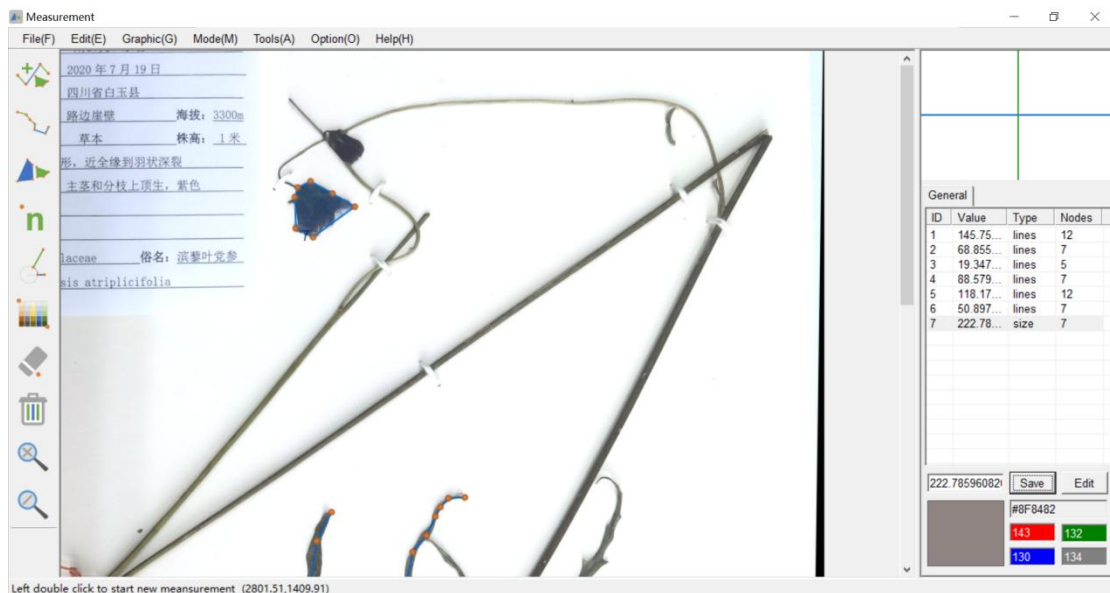 Measurement
File(F) Edit(E) Graphic(G) Mode(M) Tools(A) Option(O) Help(H)
2020 年 7 月 19 日
四川省白玉县
路边崖壁 海拔： 3300m
草本 株高： 1 米
形，近全缘到羽状深裂
主茎和分枝上顶生，紫色
laceae 俗名： 滨藜叶党参
sis atriplicifolia
n
General
ID Value Type Nodes
1 145.75... lines 12
2 68.855... lines 7
3 19.347... lines 5
4 88.579... lines 7
5 118.17... lines 12
6 50.897... lines 7
7 222.78... size 7
222.78596082 Save Edit
#8F8482
143 132
130 134
Left double click to start new meansurement (2801.51,1409.91)